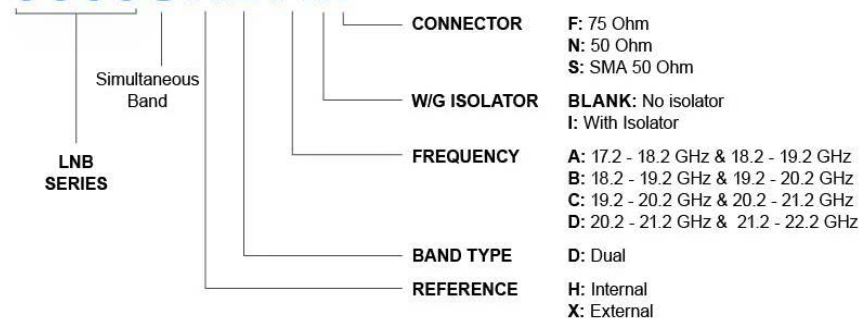 CONNECTOR F: 75 Ohm
N: 50 Ohm
S: SMA 50 Ohm
Simultaneous
Band
W/G ISOLATOR BLANK: No isolator
I: With Isolator
LNB
SERIES
FREQUENCY A: 17.2 - 18.2 GHz & 18.2 - 19.2 GHz
B: 18.2 - 19.2 GHz & 19.2 - 20.2 GHz
C: 19.2 - 20.2 GHz & 20.2 - 21.2 GHz
D: 20.2 - 21.2 GHz & 21.2 - 22.2 GHz
BAND TYPE D: Dual
REFERENCE H: Internal
X: External